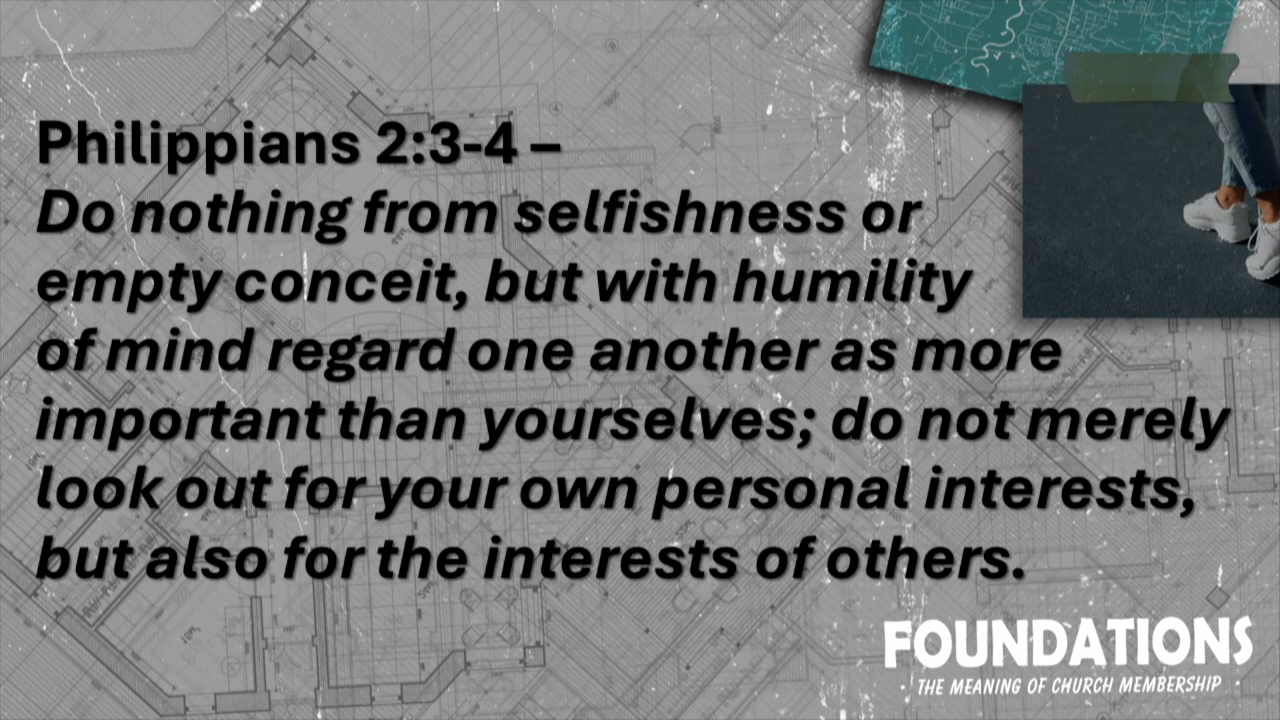 Philippians 2:3-4 –
Do nothing from selfishness or
empty conceit, but with humility
of mind regard one another as more
important than yourselves; do not merely
look out for your own personal interests,
but also for the interests of others.
FOUNDATIONS
· THE MEANING OF CHURCH MEMBERSHIP ·